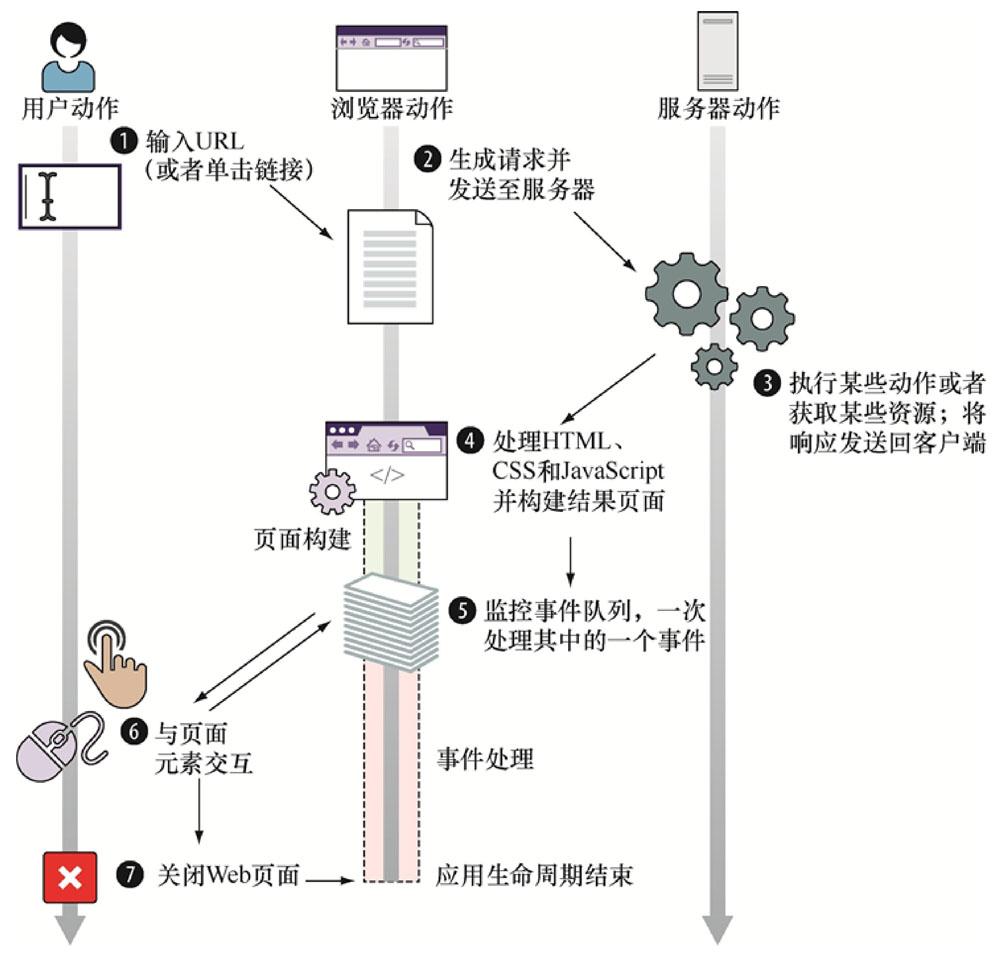 用户动作
浏览器动作
服务器动作
1 输入URL
（或者单击链接）
2 生成请求并
发送至服务器
3 执行某些动作或者
获取某些资源；将
响应发送回客户端
4 处理HTML、
CSS和JavaScript
并构建结果页面
</>
页面构建
5 监控事件队列，一次
处理其中的一个事件
6 与页面
元素交互
事件处理
7 关闭Web页面
应用生命周期结束